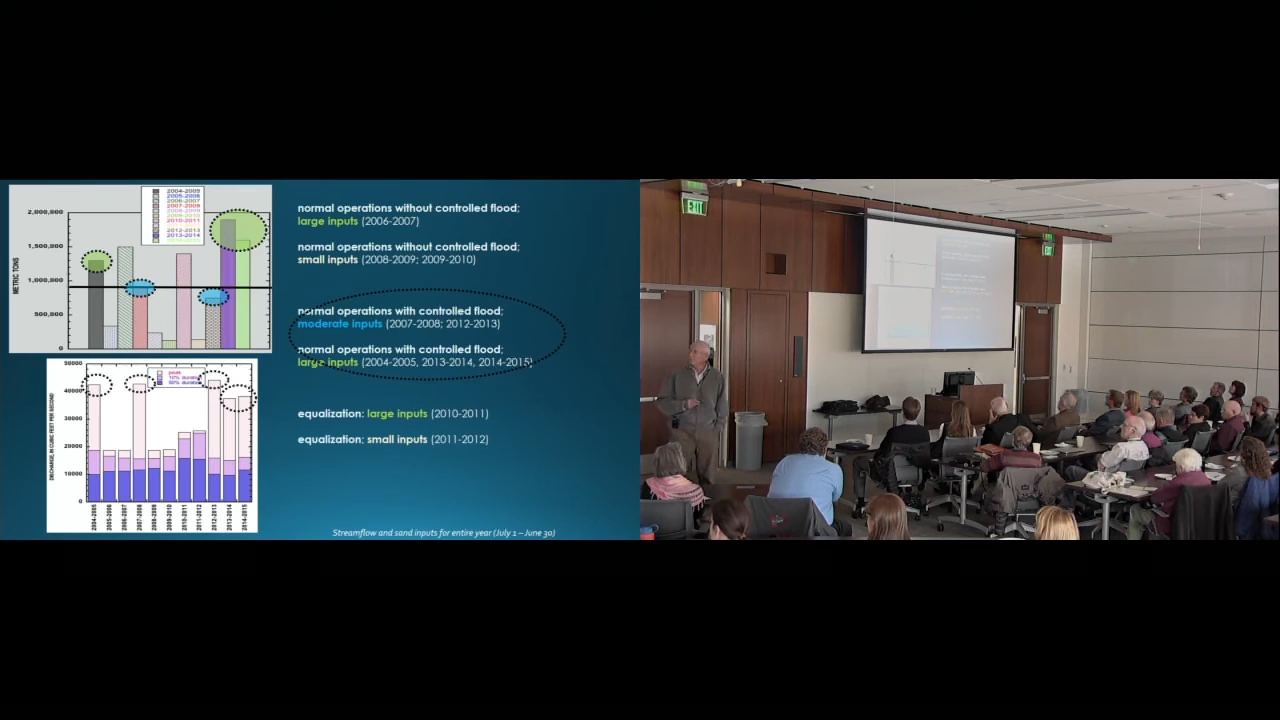 2004-2005
2005-2006
2006-2007
2007-2008
2008-2009
2009-2010
2010-2011
2012-2013
2013-2014
2,000,000
1,500,000
1,000,000
500,000
0
METRIC TONS
50000
40000
30000
20000
10000
0
DISCHARGE, IN CUBIC FEET PER SECOND
peak
10% duration
50% duration
2004-2005
2005-2006
2006-2007
2007-2008
2008-2009
2009-2010
2010-2011
2011-2012
2012-2013
2013-2014
2014-2015
normal operations without controlled flood;
large inputs (2006-2007)
normal operations without controlled flood;
small inputs (2008-2009; 2009-2010)
normal operations with controlled flood;
moderate inputs (2007-2008; 2012-2013)
normal operations with controlled flood;
large inputs (2004-2005, 2013-2014, 2014-2015)
equalization: large inputs (2010-2011)
equalization: small inputs (2011-2012)
Streamflow and sand inputs for entire year (July 1 – June 30)
EXIT
EXIT